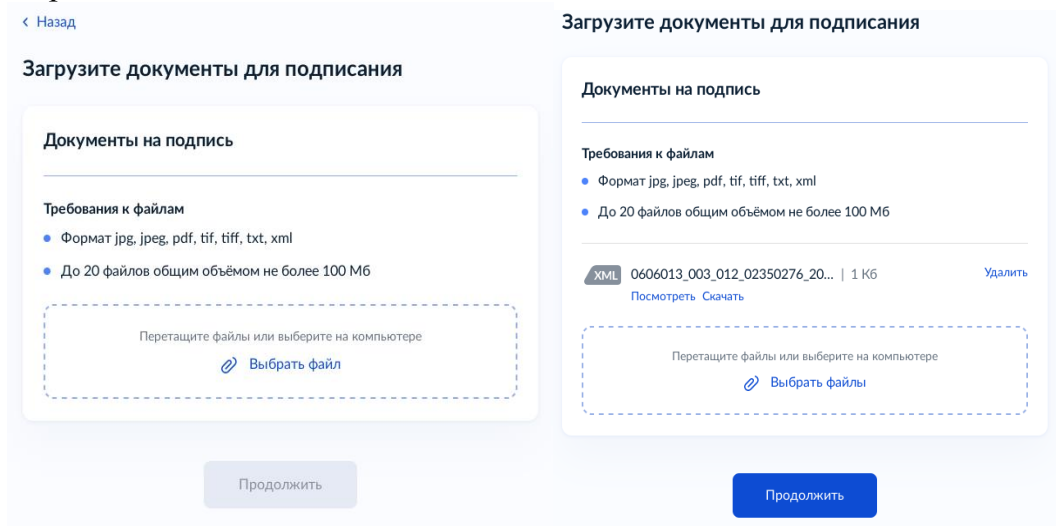 Назад
Загрузите документы для подписания
Документы на подпись
Требования к файлам
Формат jpg, jpeg, pdf, tif, tiff, txt, xml
До 20 файлов общим объёмом не более 100 Мб
Перетащите файлы или выберите на компьютере
Выбрать файл
Продолжить
Загрузите документы для подписания
Документы на подпись
Требования к файлам
Формат jpg, jpeg, pdf, tif, tiff, txt, xml
До 20 файлов общим объёмом не более 100 Мб
XML 0606013_003_012_02350276_20... | 1 Кб Удалить
Посмотреть Скачать
Перетащите файлы или выберите на компьютере
Выбрать файлы
Продолжить